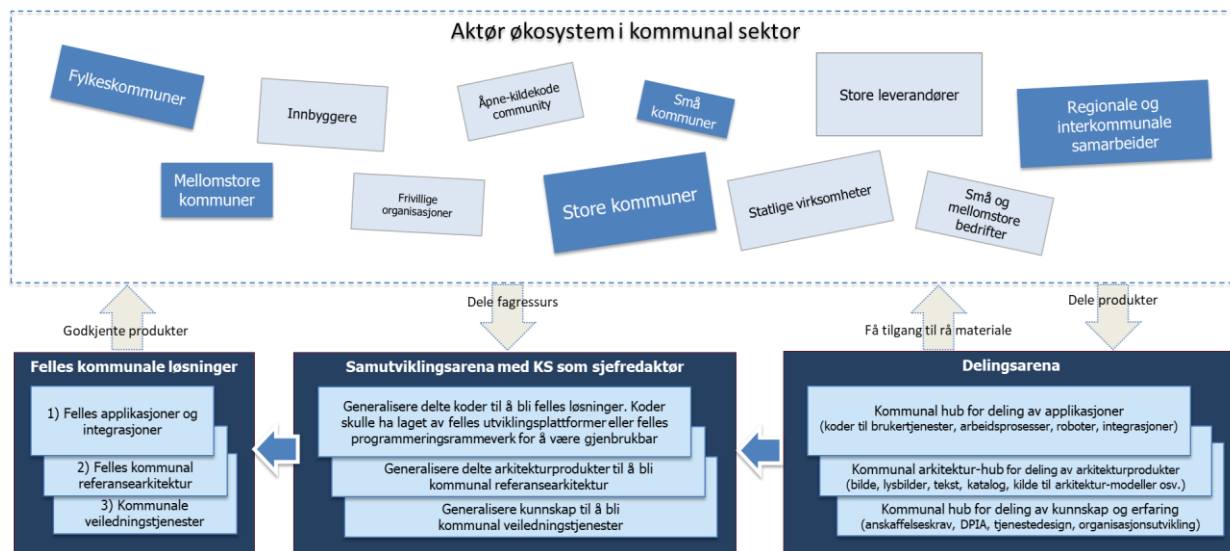 Aktør økosystem i kommunal sektor
Fylkeskommuner
Innbyggere
Åpne-kildekode
community
Små
kommuner
Store leverandører
Regionale og
interkommunale
samarbeider
Mellomstore
kommuner
Frivillige
organisasjoner
Store kommuner
Statlige virksomheter
Små og
mellomstore
bedrifter
Godkjente produkter
Dele fagressurs
Få tilgang til rå materiale
Dele produkter
Felles kommunale løsninger
1) Felles applikasjoner og
integrasjoner
2) Felles kommunal
referansearkitektur
3) Kommunale
veiledningstjenester
Samutviklingsarena med KS som sjefredaktør
Generalisere delte koder til å bli felles løsninger. Koder
skulle ha laget av felles utviklingsplattformer eller felles
programmeringsrammeverk for å være gjenbrukbar
Generalisere delte arkitekturprodukter til å bli
kommunal referansearkitektur
Generalisere kunnskap til å bli
kommunal veiledningstjenester
Delingsarena
Kommunal hub for deling av applikasjoner
(koder til brukertjenester, arbeidsprosesser, roboter, integrasjoner)
Kommunal arkitektur-hub for deling av arkitekturprodukter
(bilde, lysbilder, tekst, katalog, kilde til arkitektur-modeller osv.)
Kommunal hub for deling av kunnskap og erfaring
(anskaffelseskrav, DPIA, tjenestedesign, organisasjonsutvikling)